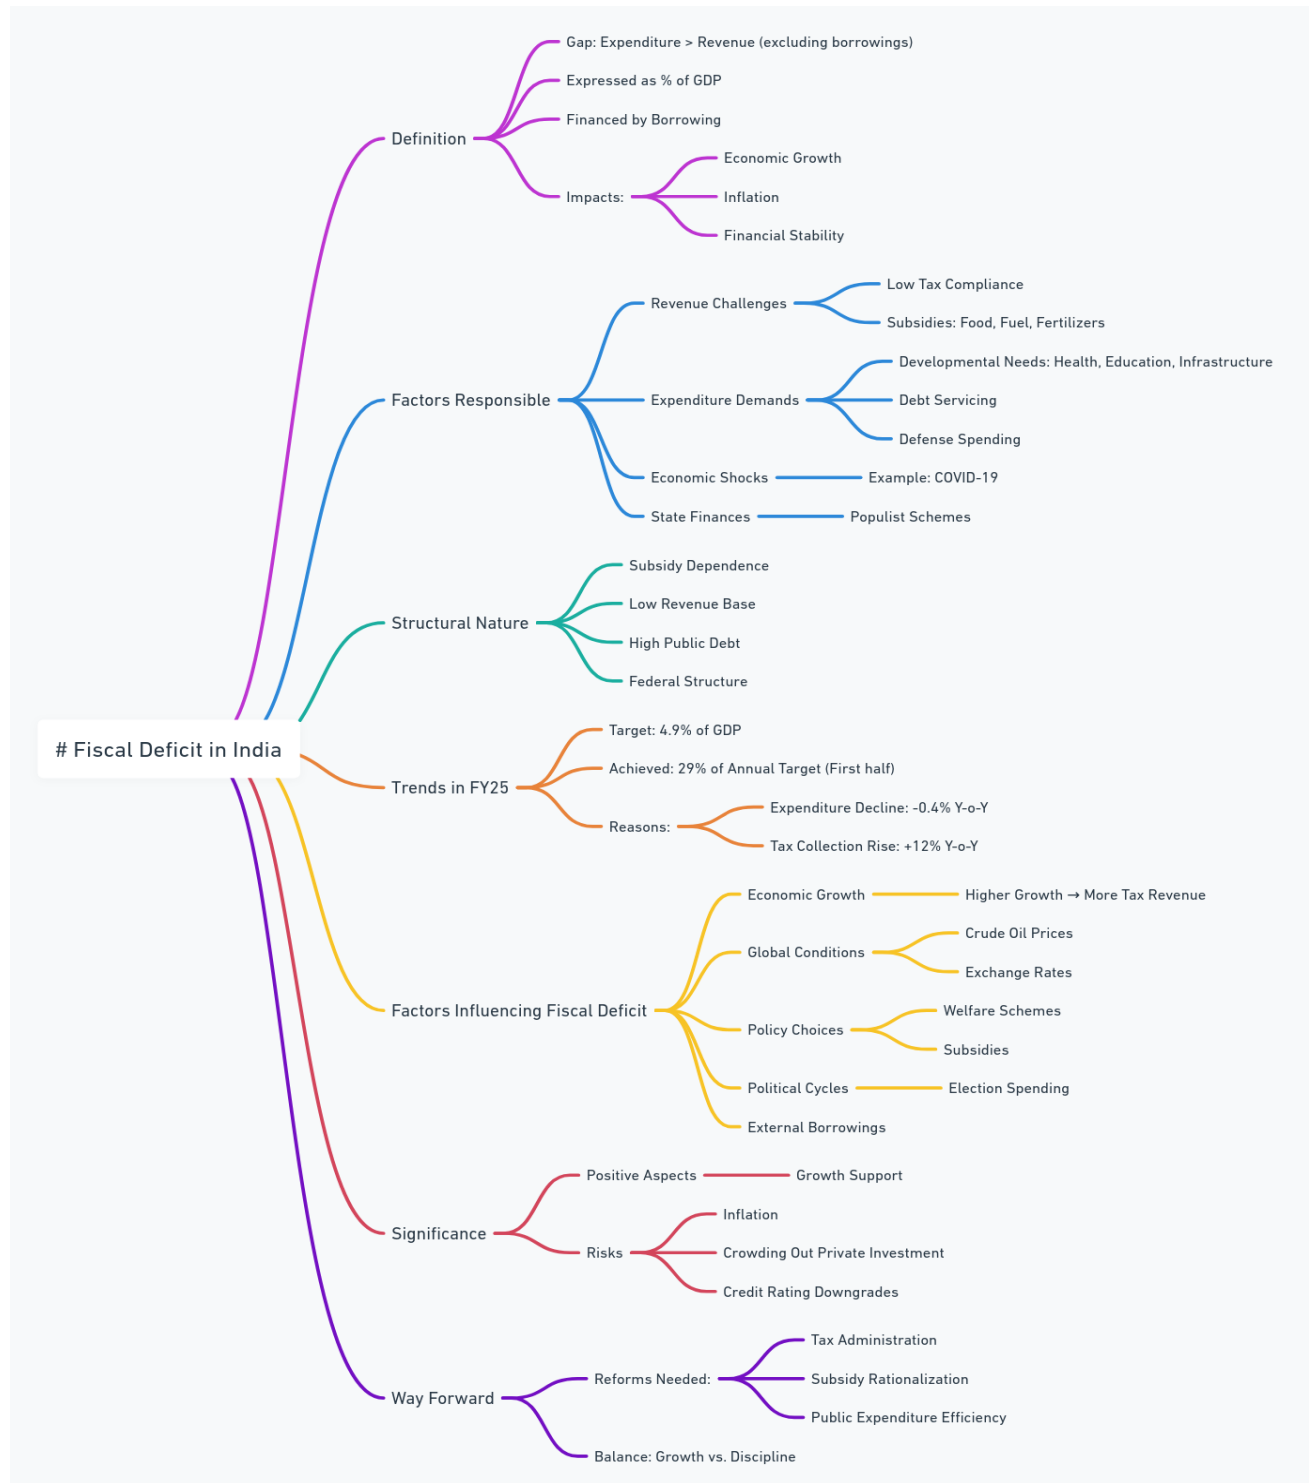 # Fiscal Deficit in India
Definition
Gap: Expenditure > Revenue (excluding borrowings)
Expressed as % of GDP
Financed by Borrowing
Impacts:
Economic Growth
Inflation
Financial Stability
Factors Responsible
Revenue Challenges
Low Tax Compliance
Subsidies: Food, Fuel, Fertilizers
Expenditure Demands
Developmental Needs: Health, Education, Infrastructure
Debt Servicing
Defense Spending
Economic Shocks
Example: COVID-19
State Finances
Populist Schemes
Structural Nature
Subsidy Dependence
Low Revenue Base
High Public Debt
Federal Structure
Trends in FY25
Target: 4.9% of GDP
Achieved: 29% of Annual Target (First half)
Reasons:
Expenditure Decline: -0.4% Y-o-Y
Tax Collection Rise: +12% Y-o-Y
Factors Influencing Fiscal Deficit
Economic Growth
Higher Growth → More Tax Revenue
Global Conditions
Crude Oil Prices
Exchange Rates
Policy Choices
Welfare Schemes
Subsidies
Political Cycles
Election Spending
External Borrowings
Significance
Positive Aspects
Growth Support
Risks
Inflation
Crowding Out Private Investment
Credit Rating Downgrades
Way Forward
Reforms Needed:
Tax Administration
Subsidy Rationalization
Public Expenditure Efficiency
Balance: Growth vs. Discipline